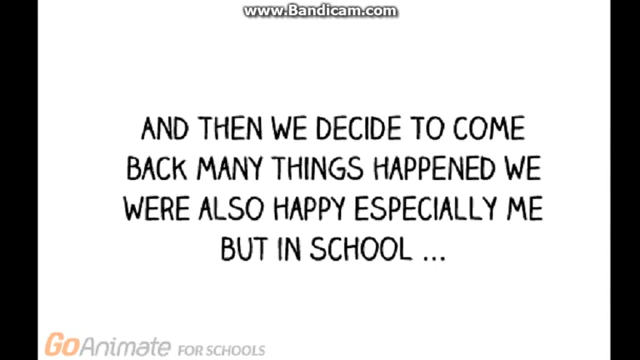 www.Bandicam.com
AND THEN WE DECIDE TO COME
BACK MANY THINGS HAPPENED WE
WERE ALSO HAPPY ESPECIALLY ME
BUT IN SCHOOL ...
GoAnimate FOR SCHOOLS